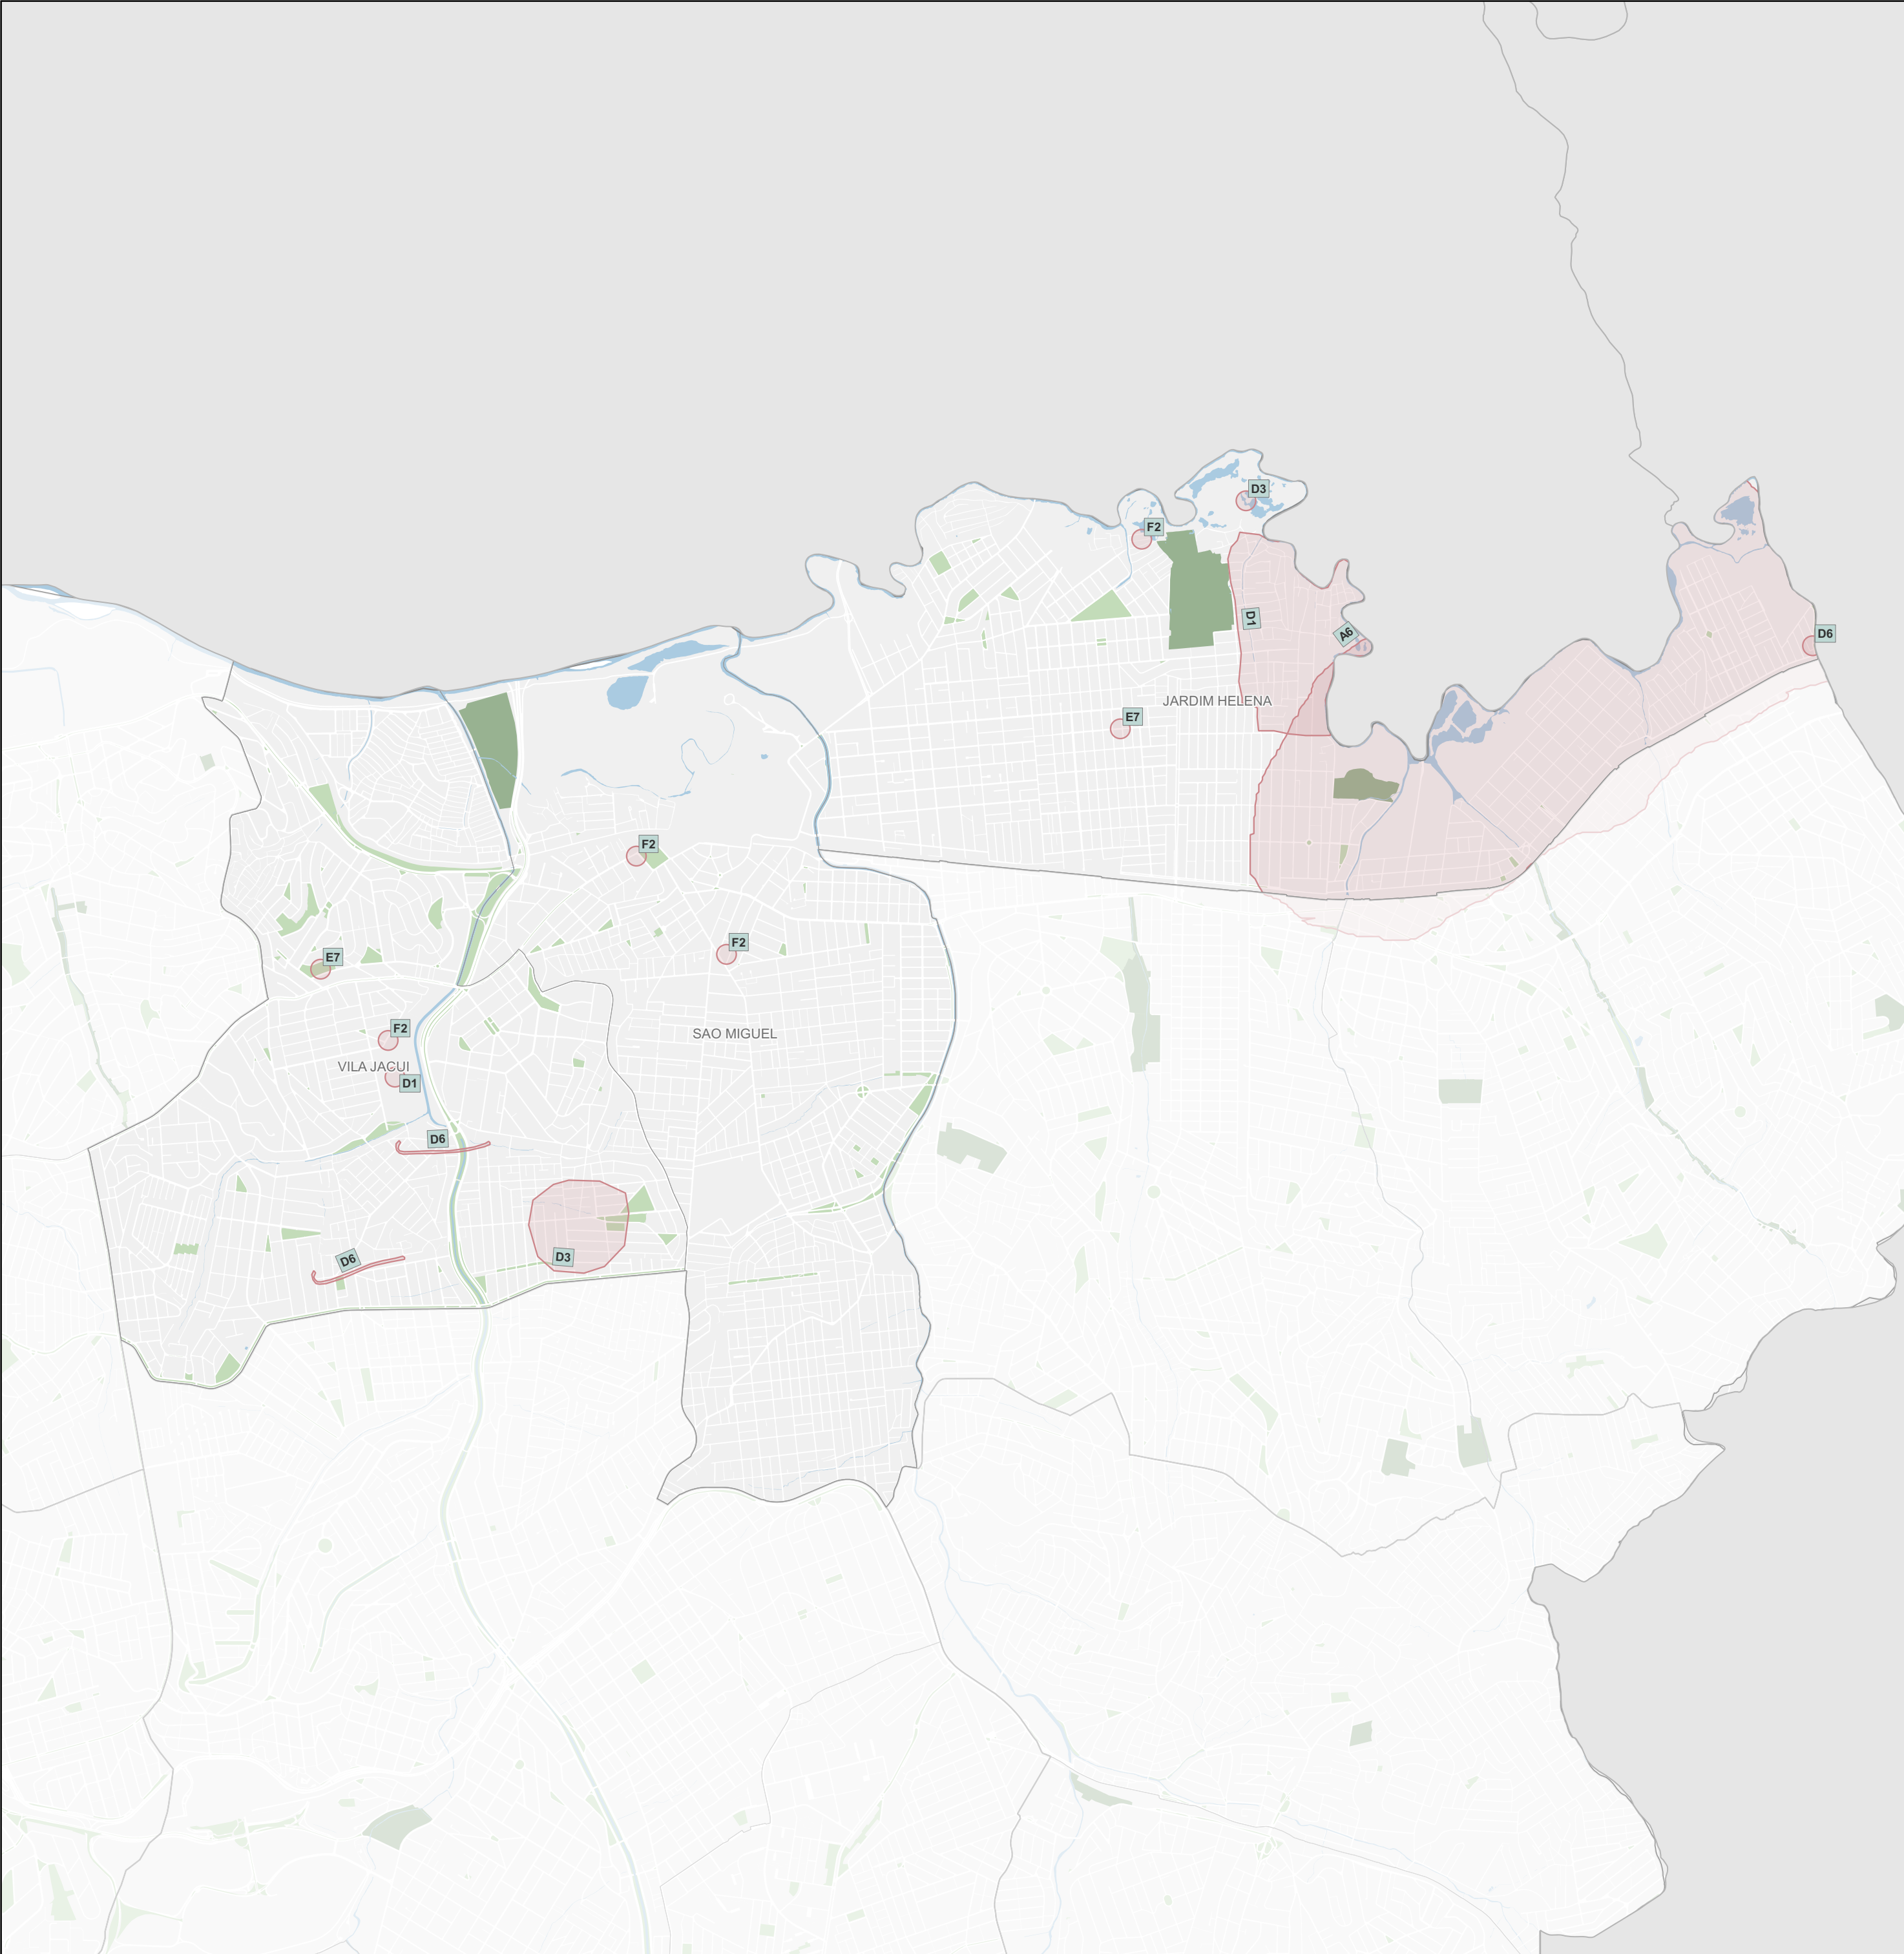 D3
F2
D1
A6
D6
JARDIM HELENA
E7
F2
F2
E7
F2
SAO MIGUEL
VILA JACUI
D1
D6
D3
D6